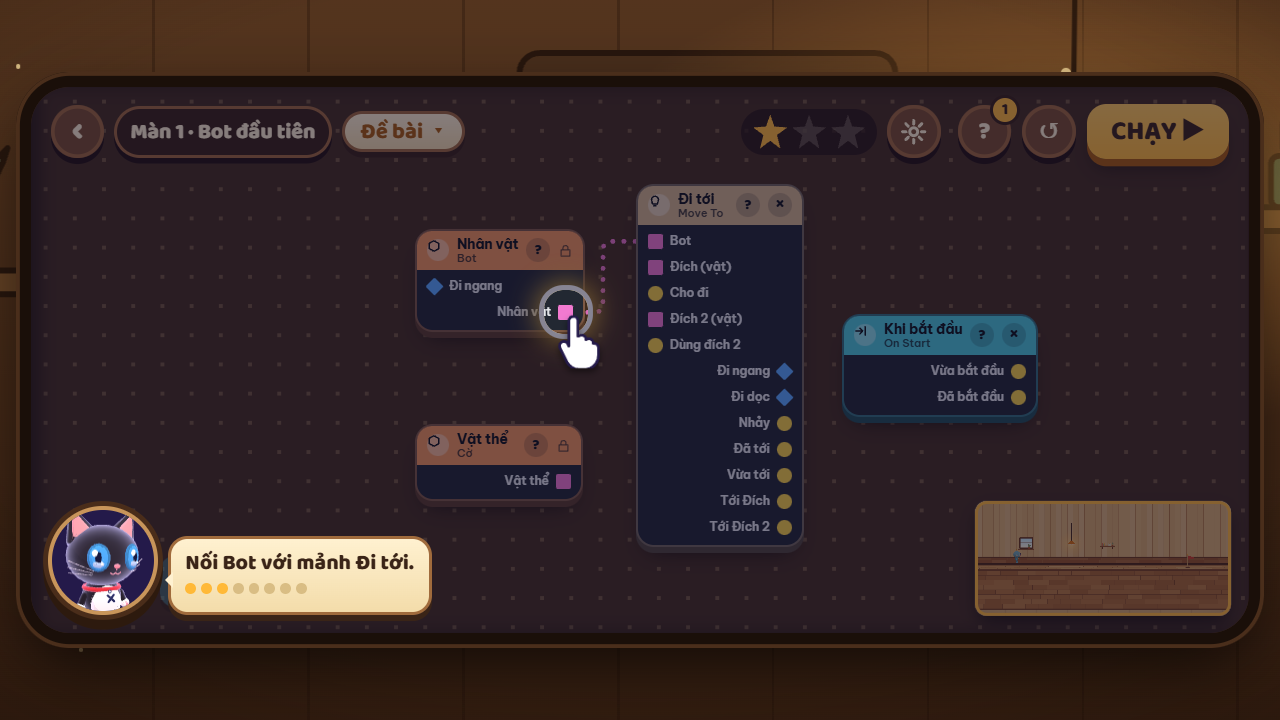 Màn 1 · Bot đầu tiên
Đề bài
?
1
CHẠY
Đi tới
Move To
?
×
Bot
Đích (vật)
Cho đi
Đích 2 (vật)
Dùng đích 2
Đi ngang
Đi dọc
Nhảy
Đã tới
Vừa tới
Tới Đích
Tới Đích 2
Nhân vật
Bot
?
Đi ngang
Nhân vật
Khi bắt đầu
On Start
?
×
Vừa bắt đầu
Đã bắt đầu
Vật thể
Cờ
?
Vật thể
Nối Bot với mảnh Đi tới.